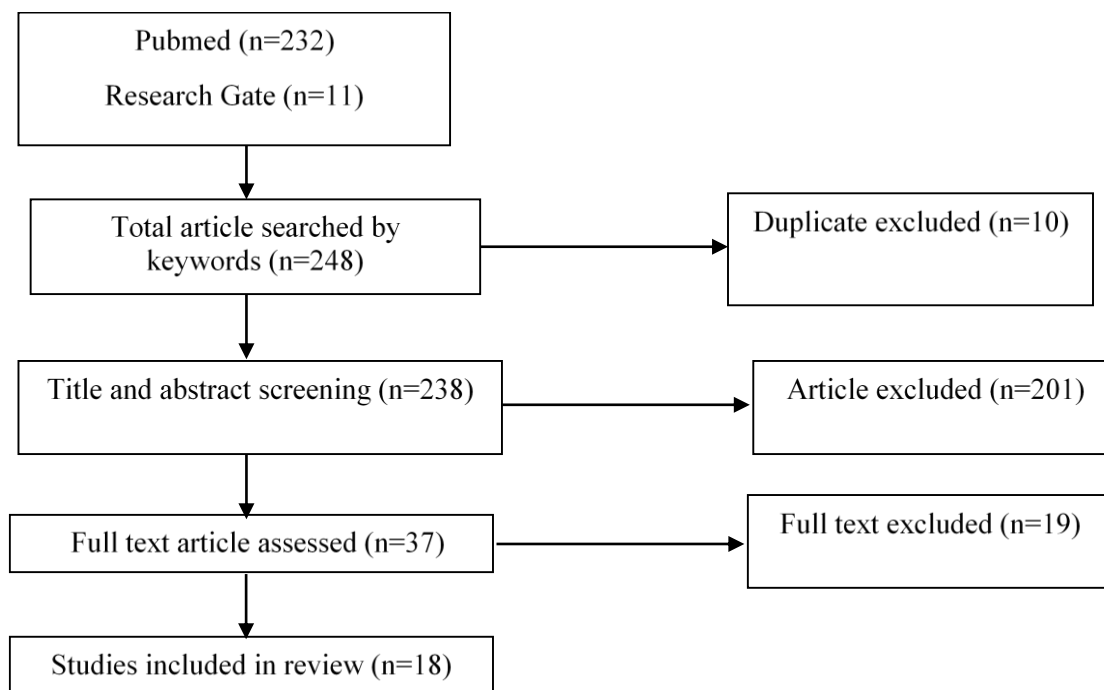 Pubmed (n=232)
Research Gate (n=11)
Total article searched by
keywords (n=248)
Duplicate excluded (n=10)
Title and abstract screening (n=238)
Article excluded (n=201)
Full text article assessed (n=37)
Full text excluded (n=19)
Studies included in review (n=18)